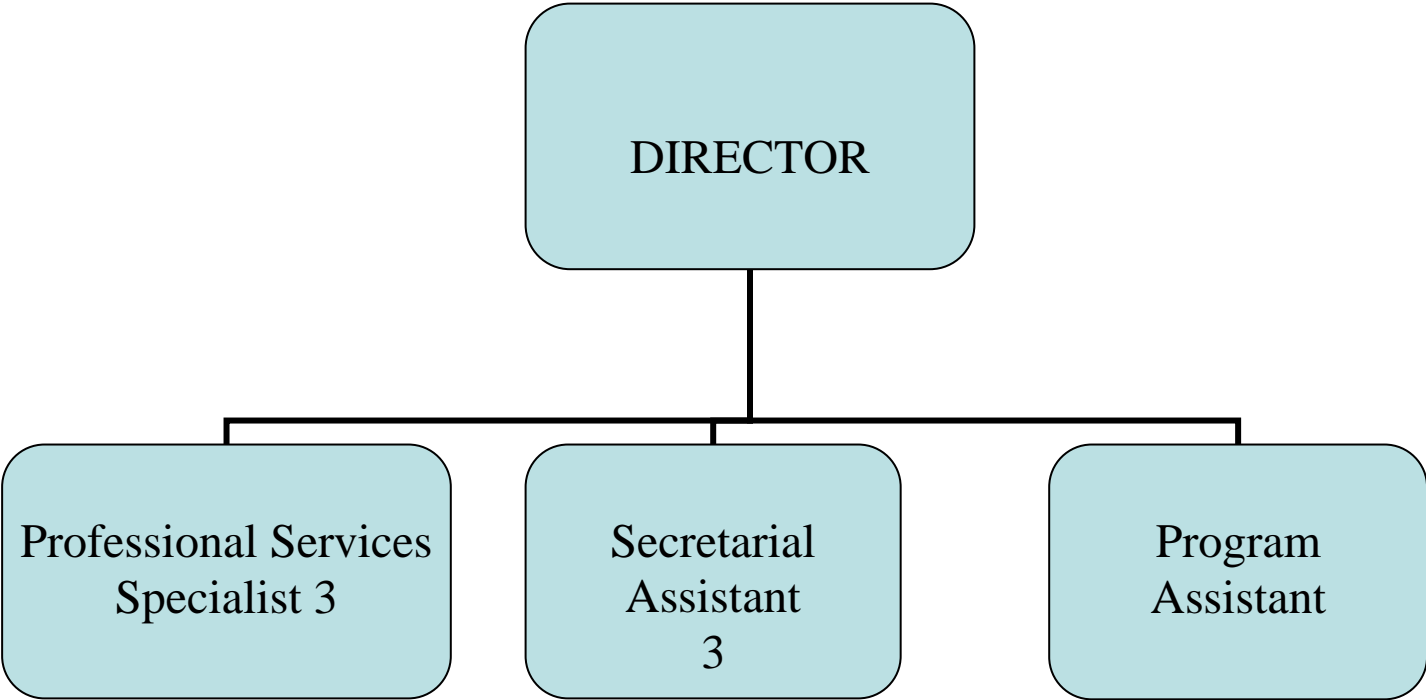 DIRECTOR
Professional Services
Specialist 3
Secretarial
Assistant
3
Program
Assistant